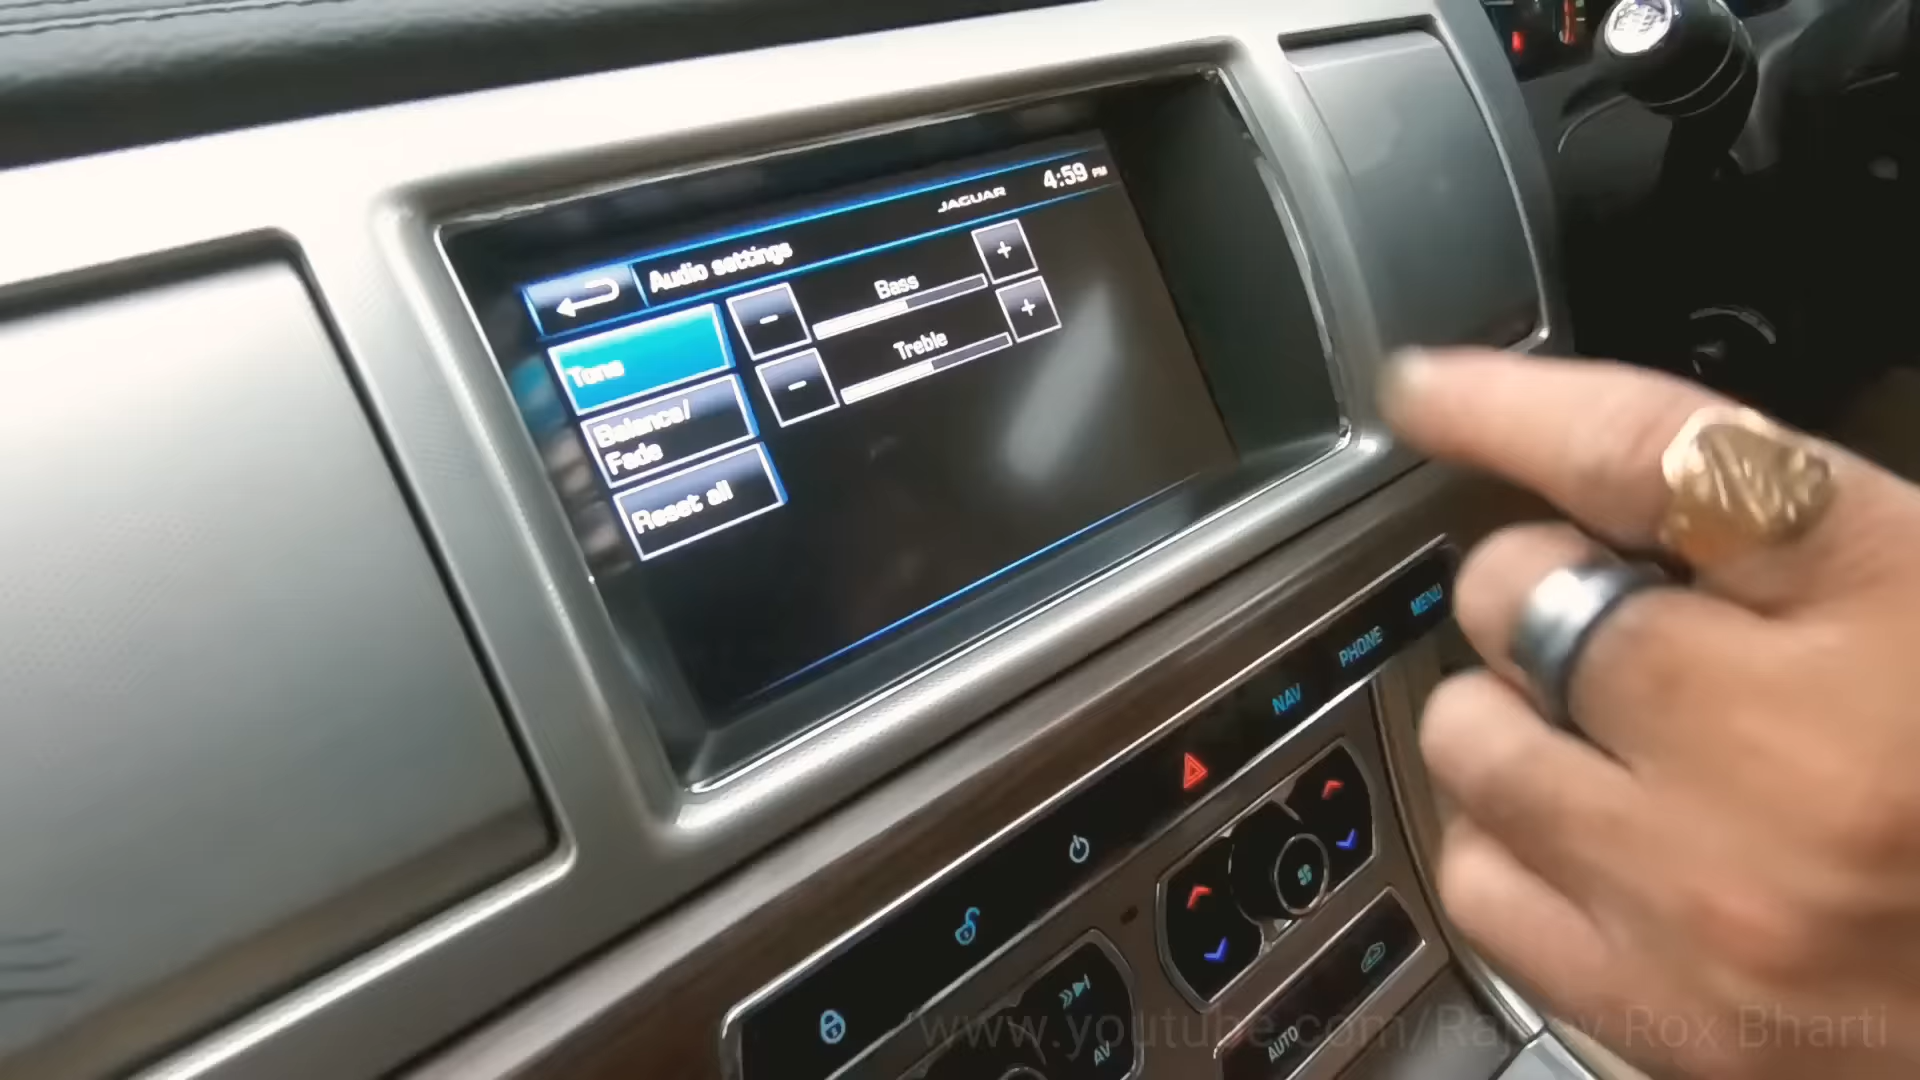 JAGUAR 4:59 PM
Audio settings
Tone
Balance/
Fade
Reset all
Bass
Treble
MENU
PHONE
NAV
AV
AUTO
www.youtube.com/Rajeev Rox Bharti